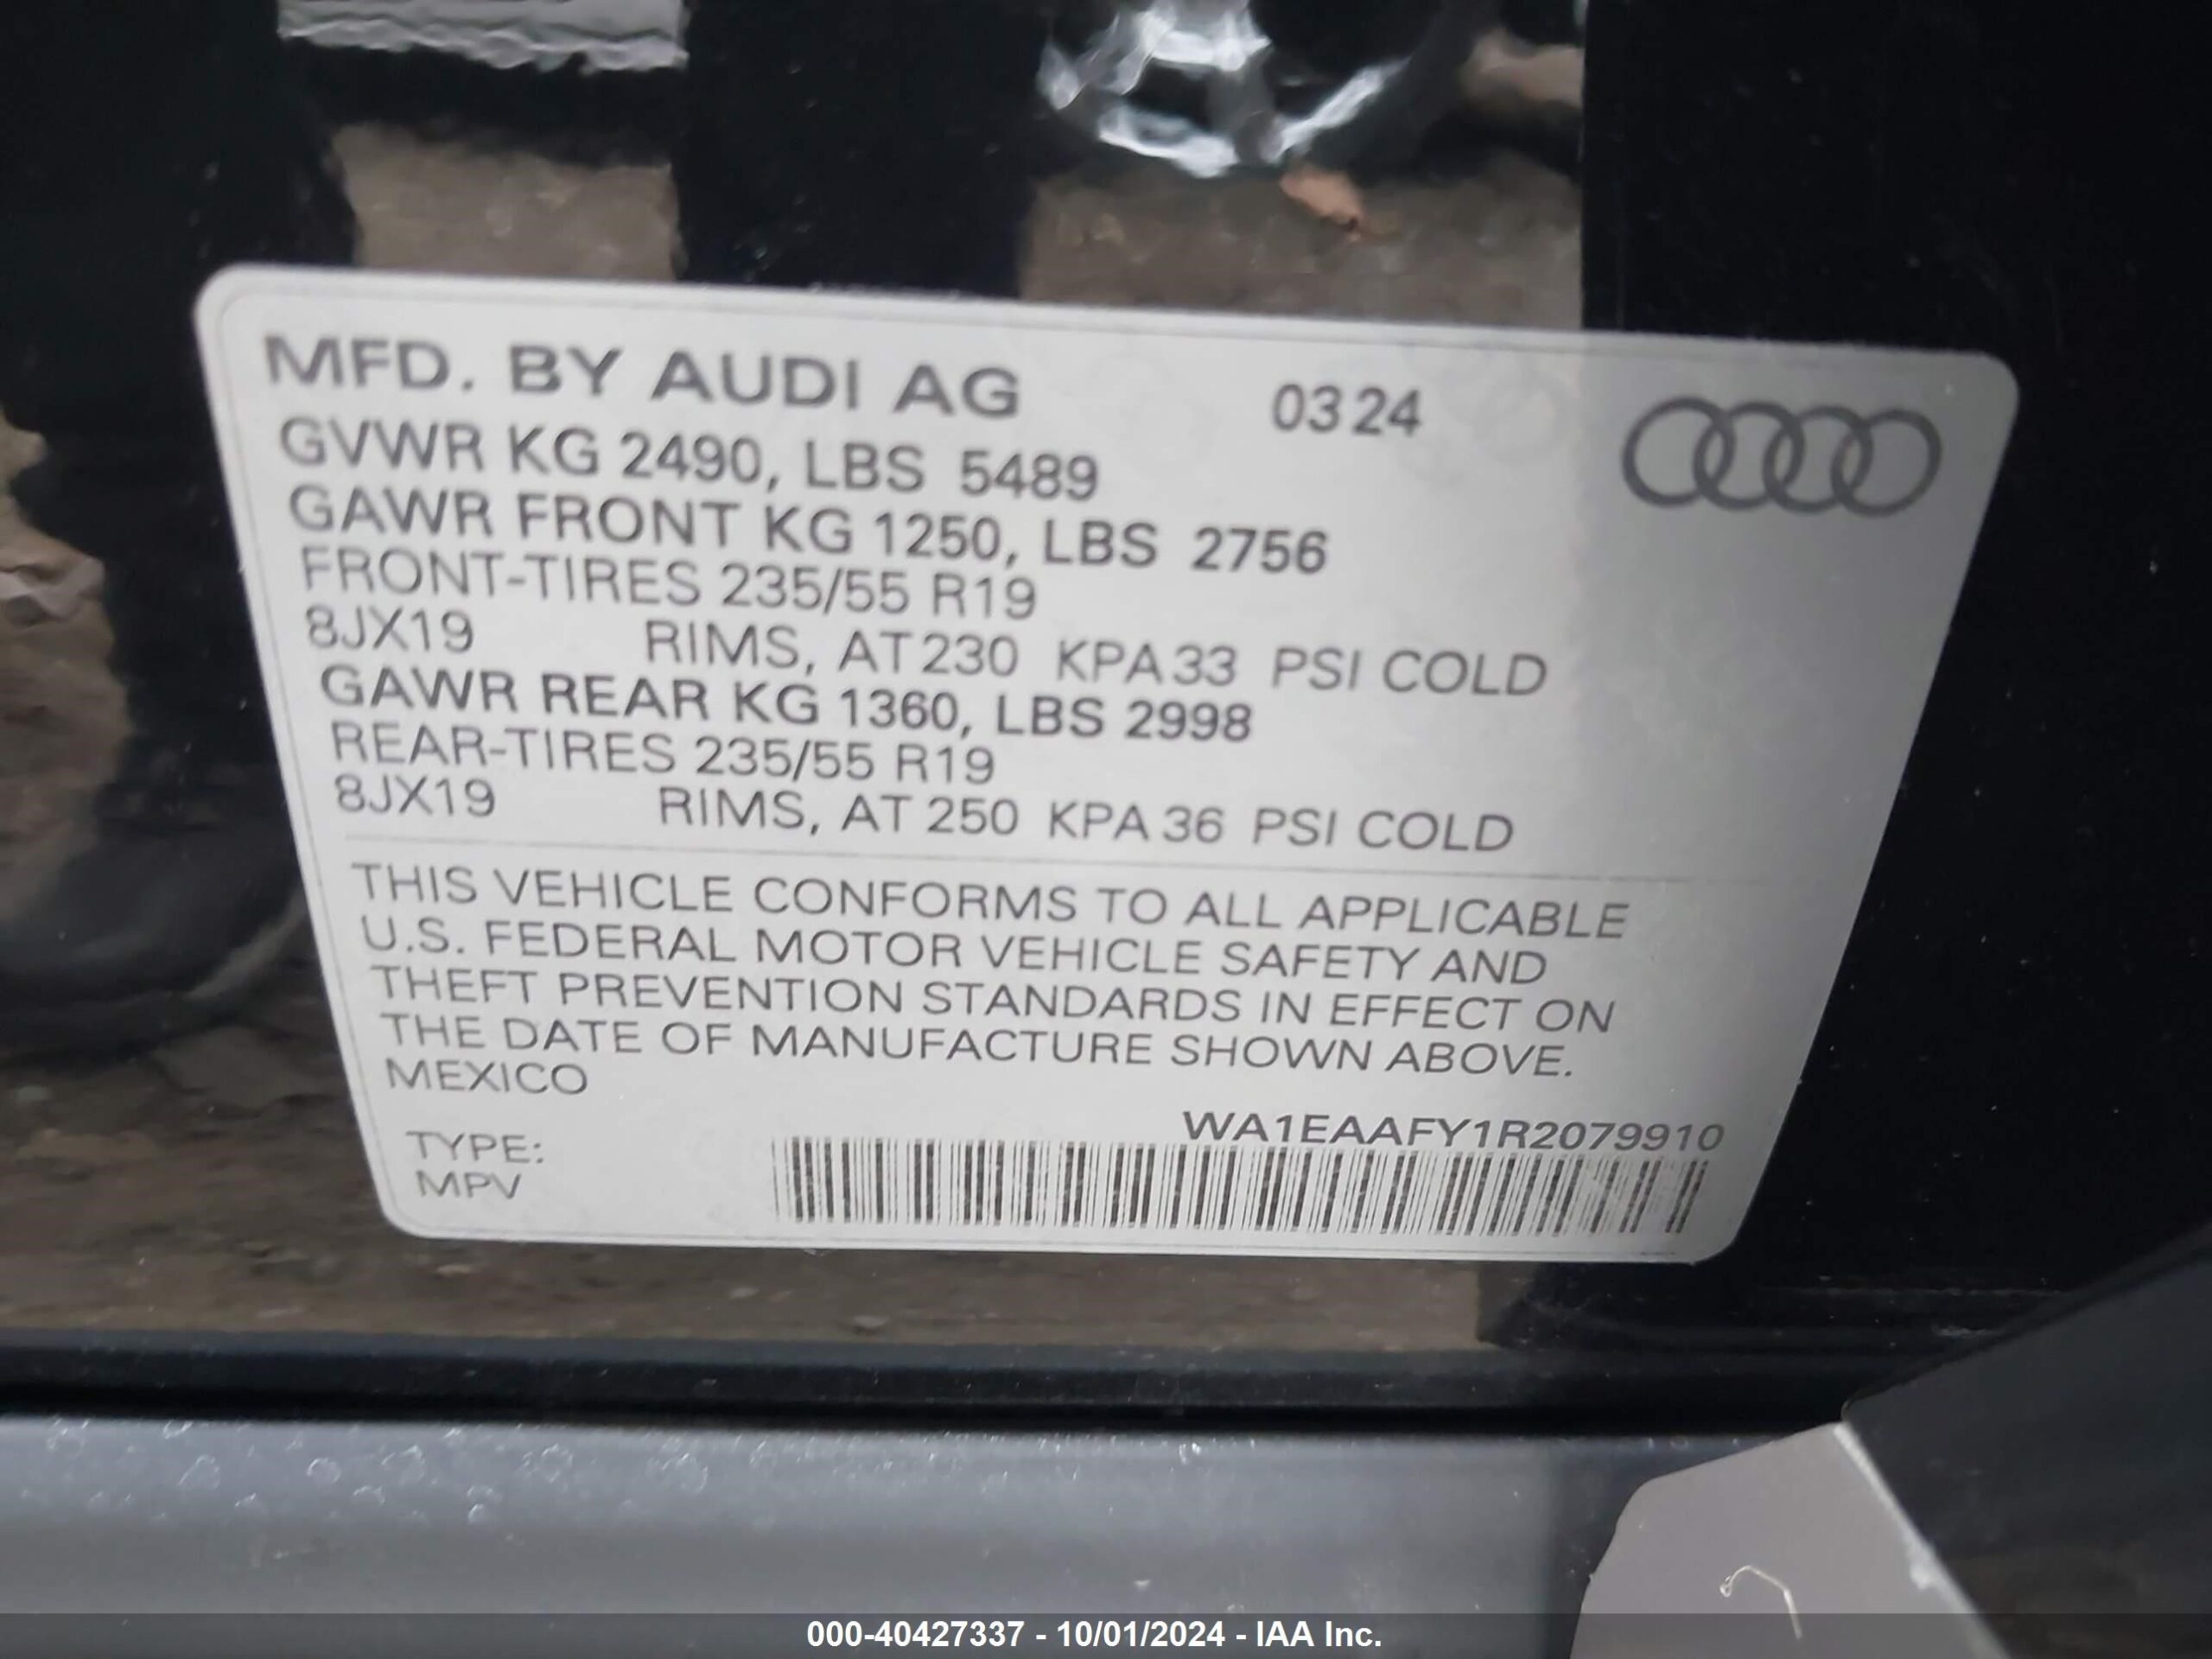 MFD. BY AUDI AG 0324
GVWR KG 2490, LBS 5489
GAWR FRONT KG 1250, LBS 2756
FRONT-TIRES 235/55 R19
8JX19 RIMS, AT 230 KPA 33 PSI COLD
GAWR REAR KG 1360, LBS 2998
REAR-TIRES 235/55 R19
8JX19 RIMS, AT 250 KPA 36 PSI COLD
THIS VEHICLE CONFORMS TO ALL APPLICABLE
U.S. FEDERAL MOTOR VEHICLE SAFETY AND
THEFT PREVENTION STANDARDS IN EFFECT ON
THE DATE OF MANUFACTURE SHOWN ABOVE.
MEXICO
WA1EAAFY1R2079910
TYPE:
MPV
000-40427337 - 10/01/2024 - IAA Inc.